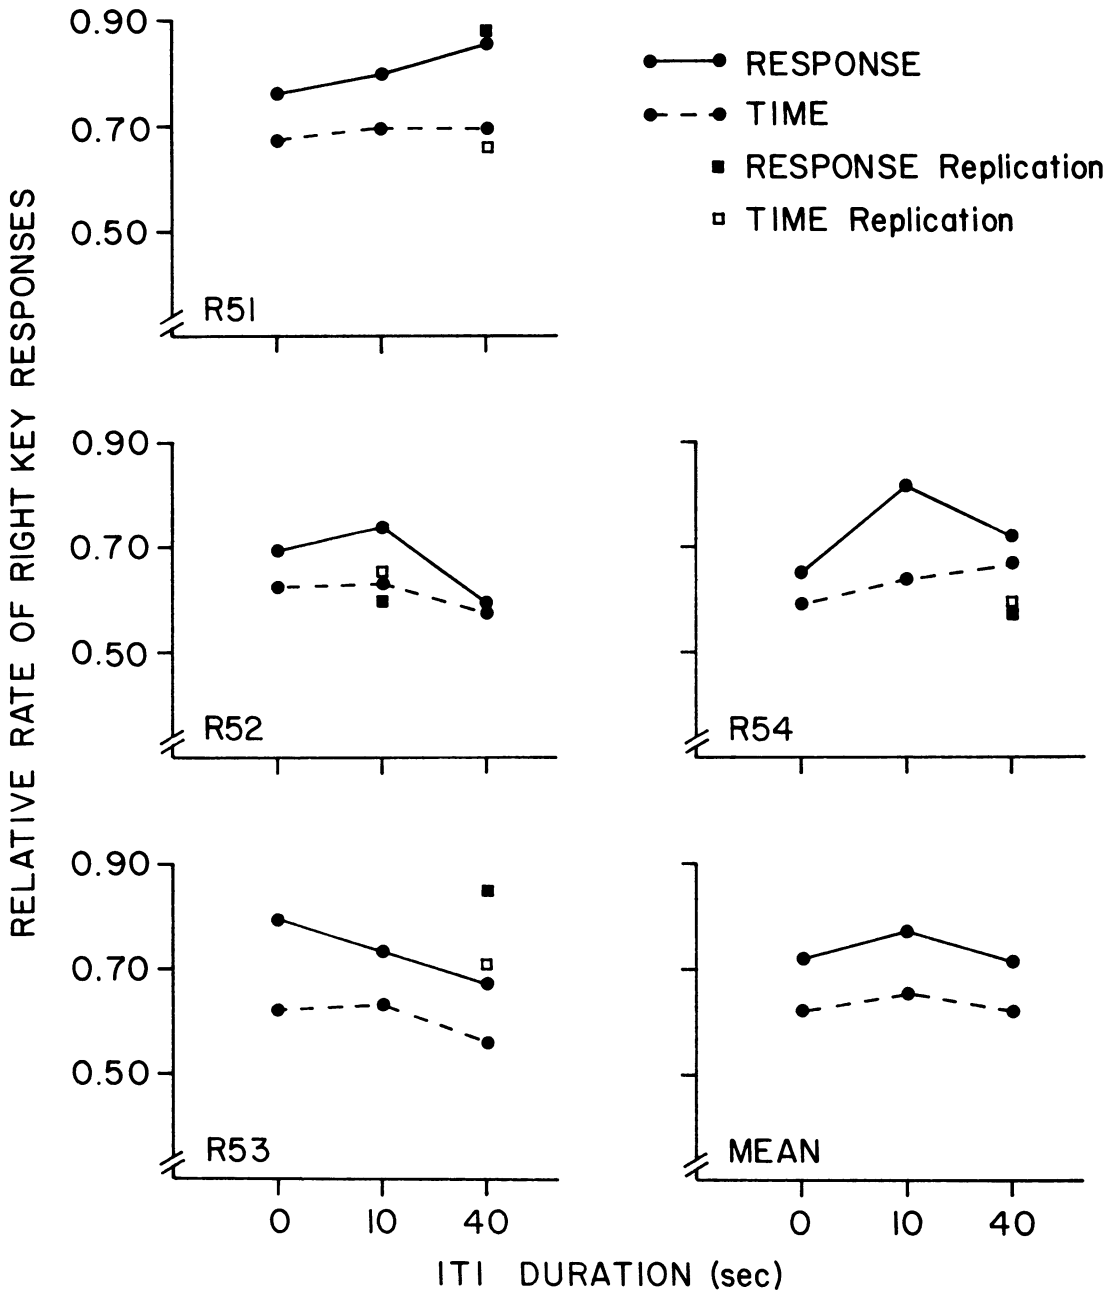 RELATIVE RATE OF RIGHT KEY RESPONSES
0.90
0.70
0.50
R51
RESPONSE
TIME
RESPONSE Replication
TIME Replication
0.90
0.70
0.50
R52
R54
0.90
0.70
0.50
R53
MEAN
0 10 40
0 10 40
ITI DURATION (sec)